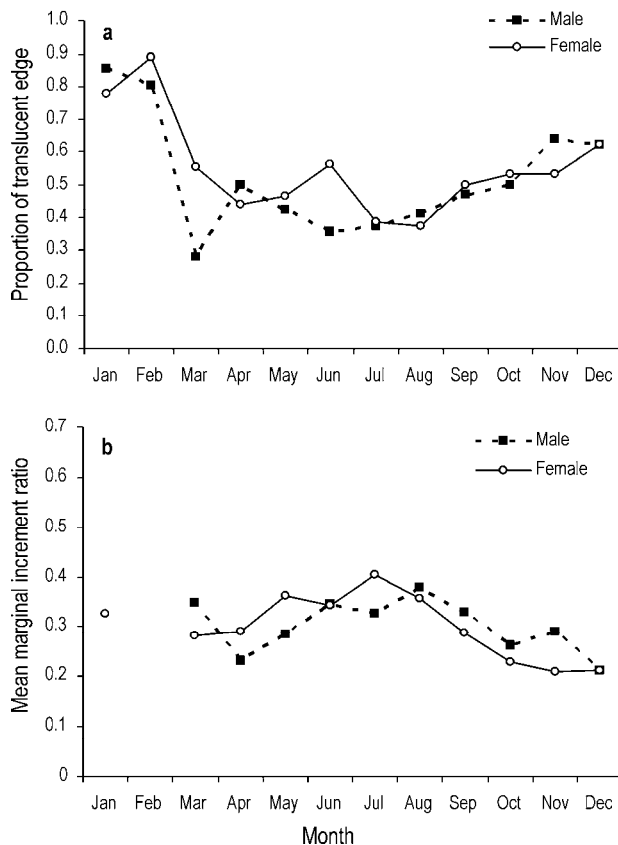 a
Male
Female
Proportion of translucent edge
1.0
0.9
0.8
0.7
0.6
0.5
0.4
0.3
0.2
0.1
0.0
Jan Feb Mar Apr May Jun Jul Aug Sep Oct Nov Dec
b
Male
Female
Mean marginal increment ratio
0.7
0.6
0.5
0.4
0.3
0.2
0.1
0
Jan Feb Mar Apr May Jun Jul Aug Sep Oct Nov Dec
Month